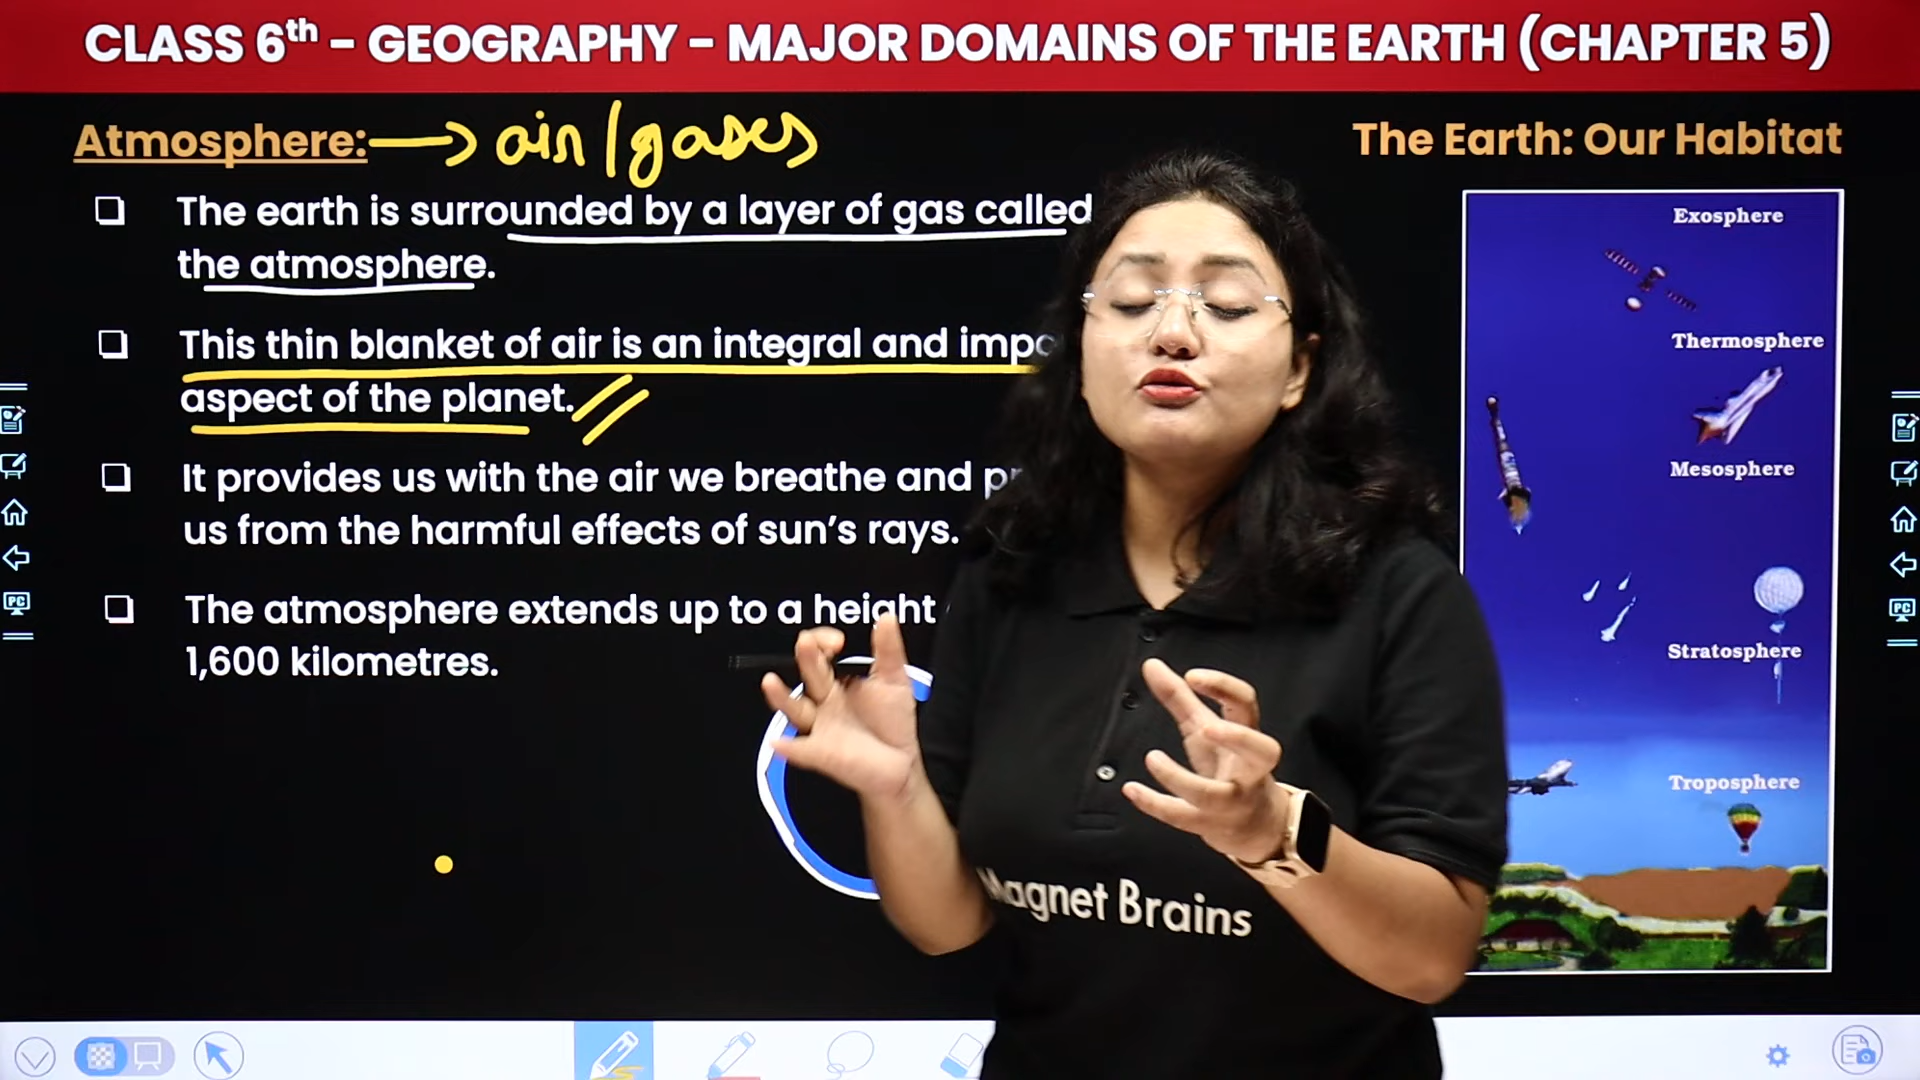 CLASS 6th - GEOGRAPHY - MAJOR DOMAINS OF THE EARTH (CHAPTER 5)
Atmosphere: → air/gases
The Earth: Our Habitat
The earth is surrounded by a layer of gas called
the atmosphere.
This thin blanket of air is an integral and
aspect of the planet.
It provides us with the air we breathe and
us from the harmful effects of sun's rays.
The atmosphere extends up to a height
1,600 kilometres.
Exosphere
Thermosphere
Mesosphere
Stratosphere
Troposphere
Magnet Brains
PC
PC